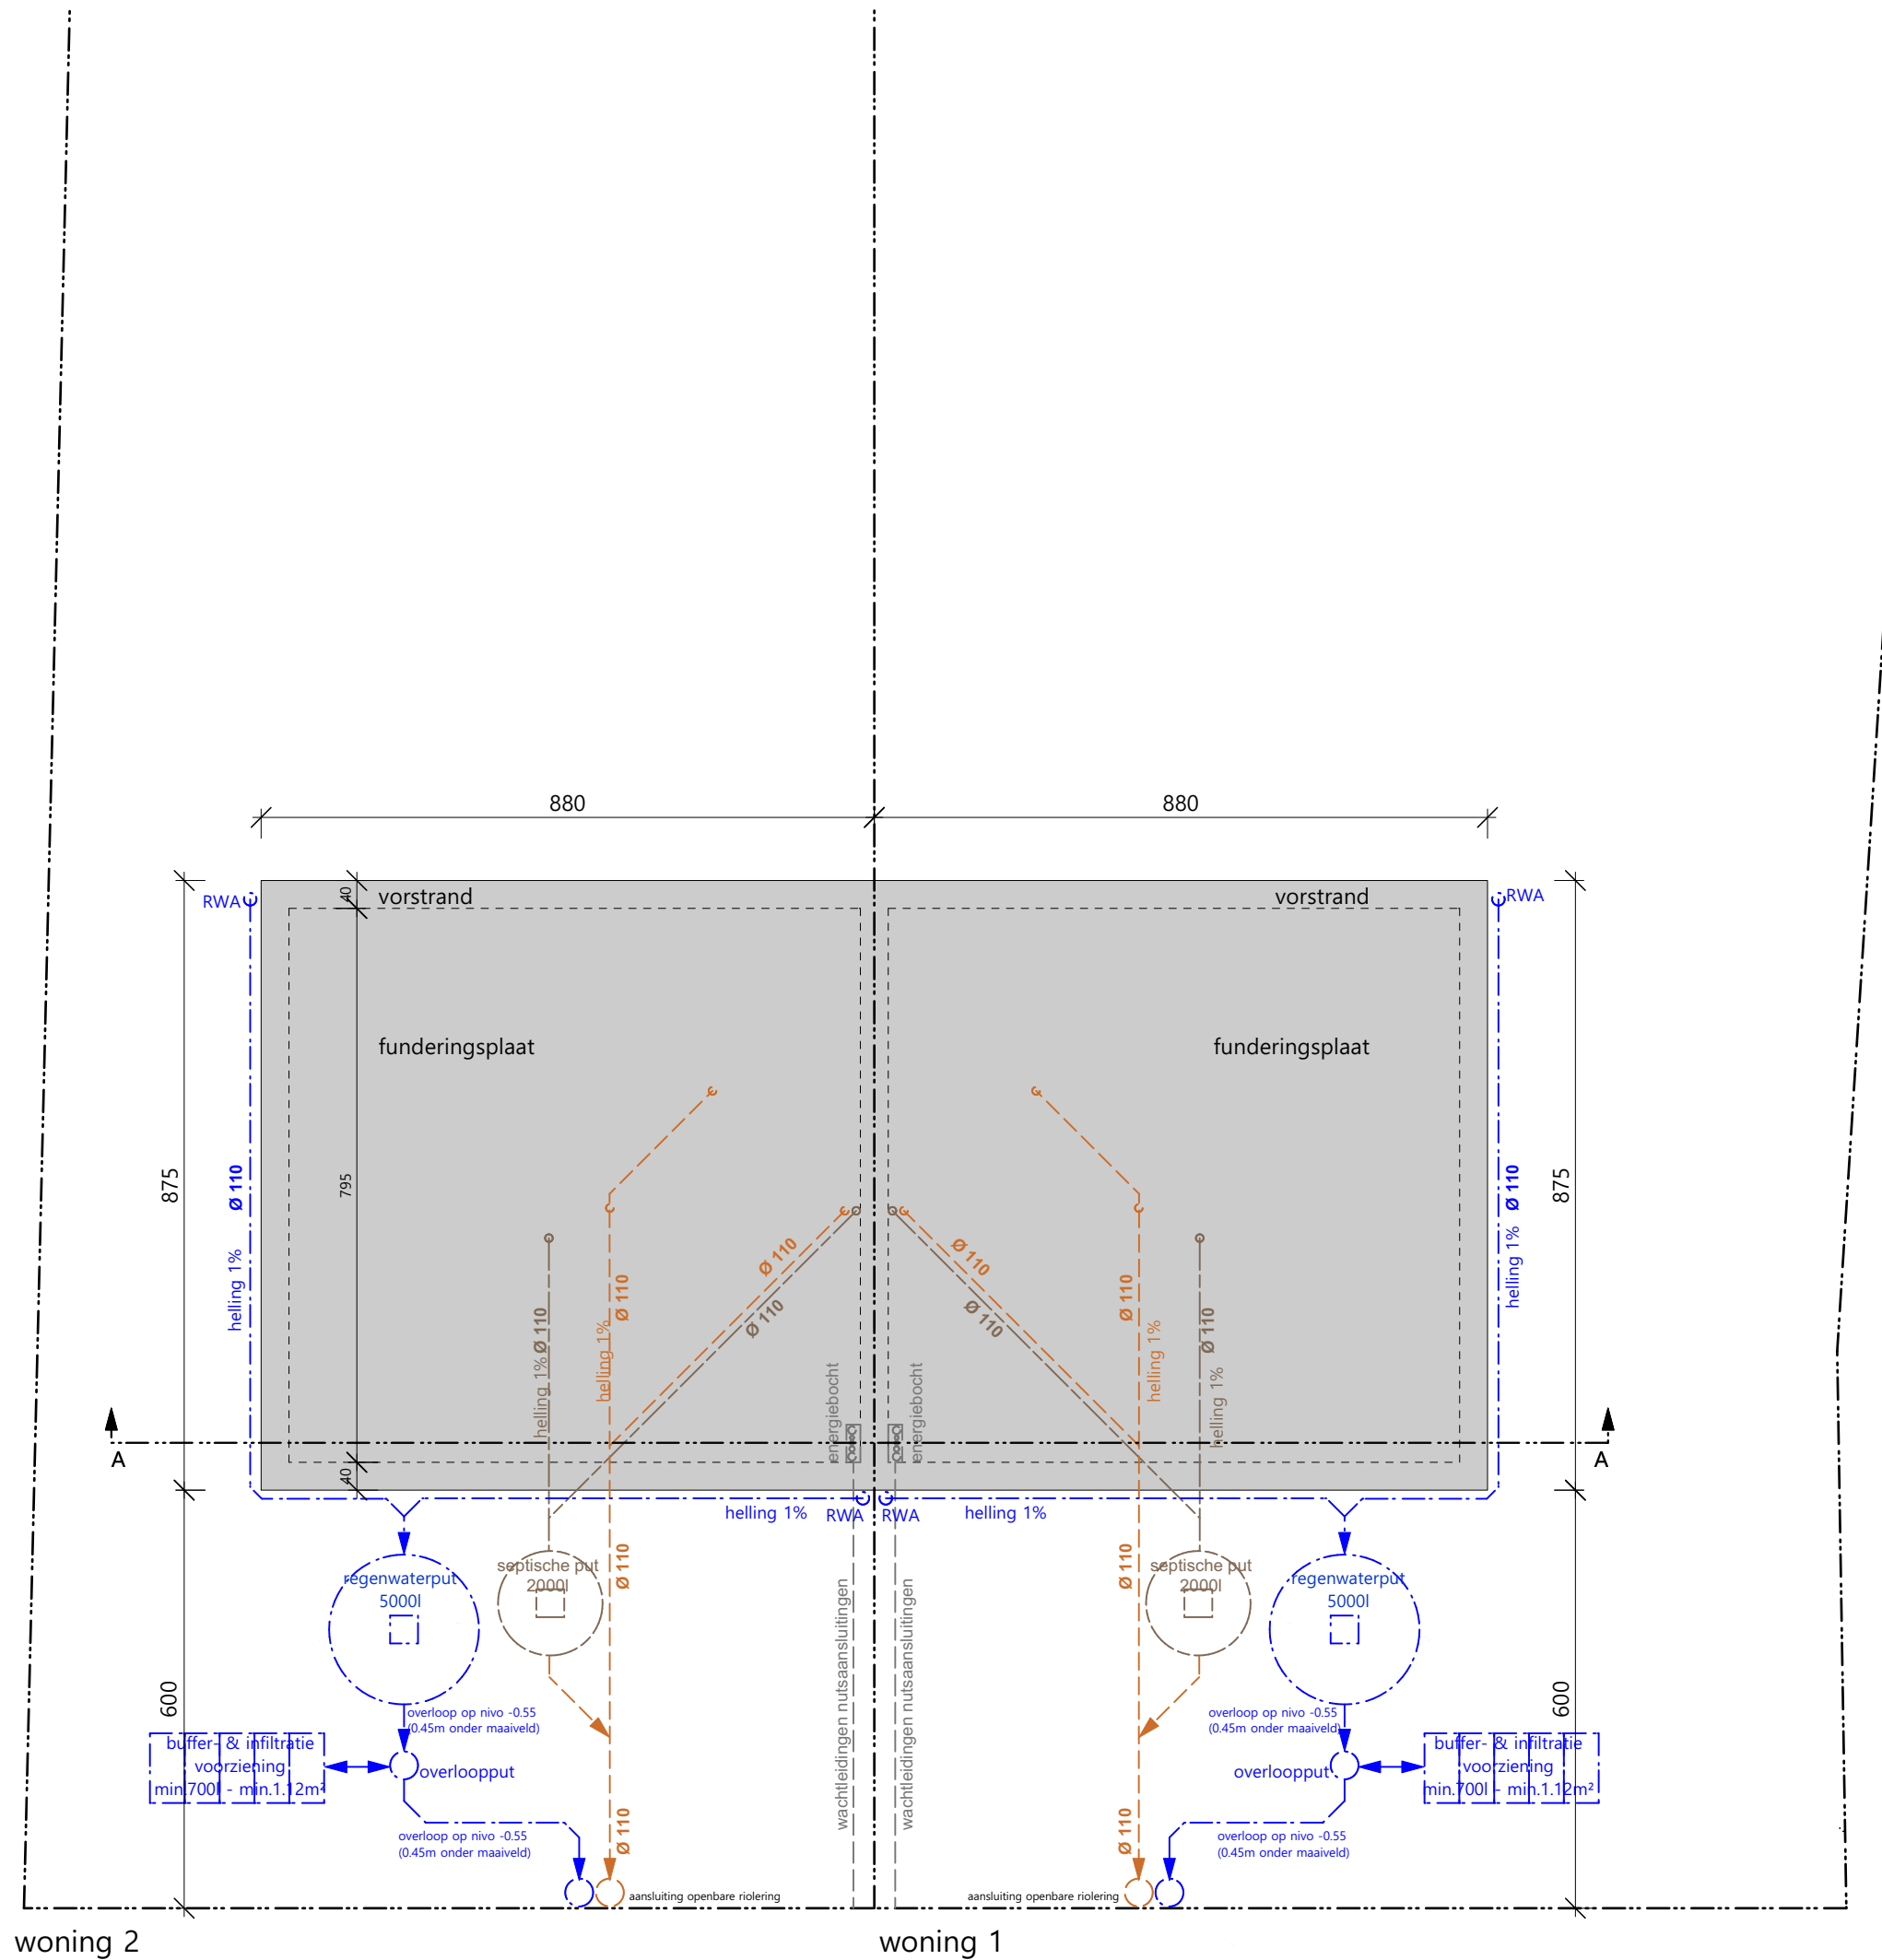 880
880
RWA
40
vorstrand
vorstrand
RWA
funderingsplaat
funderingsplaat
875
Ø 110
helling 1%
795
helling 1%
Ø 110
helling 1%
Ø 110
Ø 110
Ø 110
Ø 110
Ø 110
Ø 110
helling 1%
Ø 110
helling 1%
Ø 110
helling 1%
875
energiebocht
energiebocht
A
40
A
helling 1%
RWA
RWA
helling 1%
regenwaterput
5000l
septische put
2000l
Ø 110
wachtleidingen nutsaansluitingen
wachtleidingen nutsaansluitingen
Ø 110
septische put
2000l
regenwaterput
5000l
600
600
overloop op nivo -0.55
(0.45m onder maaiveld)
overloop op nivo -0.55
(0.45m onder maaiveld)
buffer- & infiltratie
voorziening
min.700l - min.1.12m²
overloopput
overloopput
buffer- & infiltratie
voorziening
min.700l - min.1.12m²
overloop op nivo -0.55
(0.45m onder maaiveld)
Ø 110
Ø 110
overloop op nivo -0.55
(0.45m onder maaiveld)
aansluiting openbare riolering
aansluiting openbare riolering
woning 2
woning 1